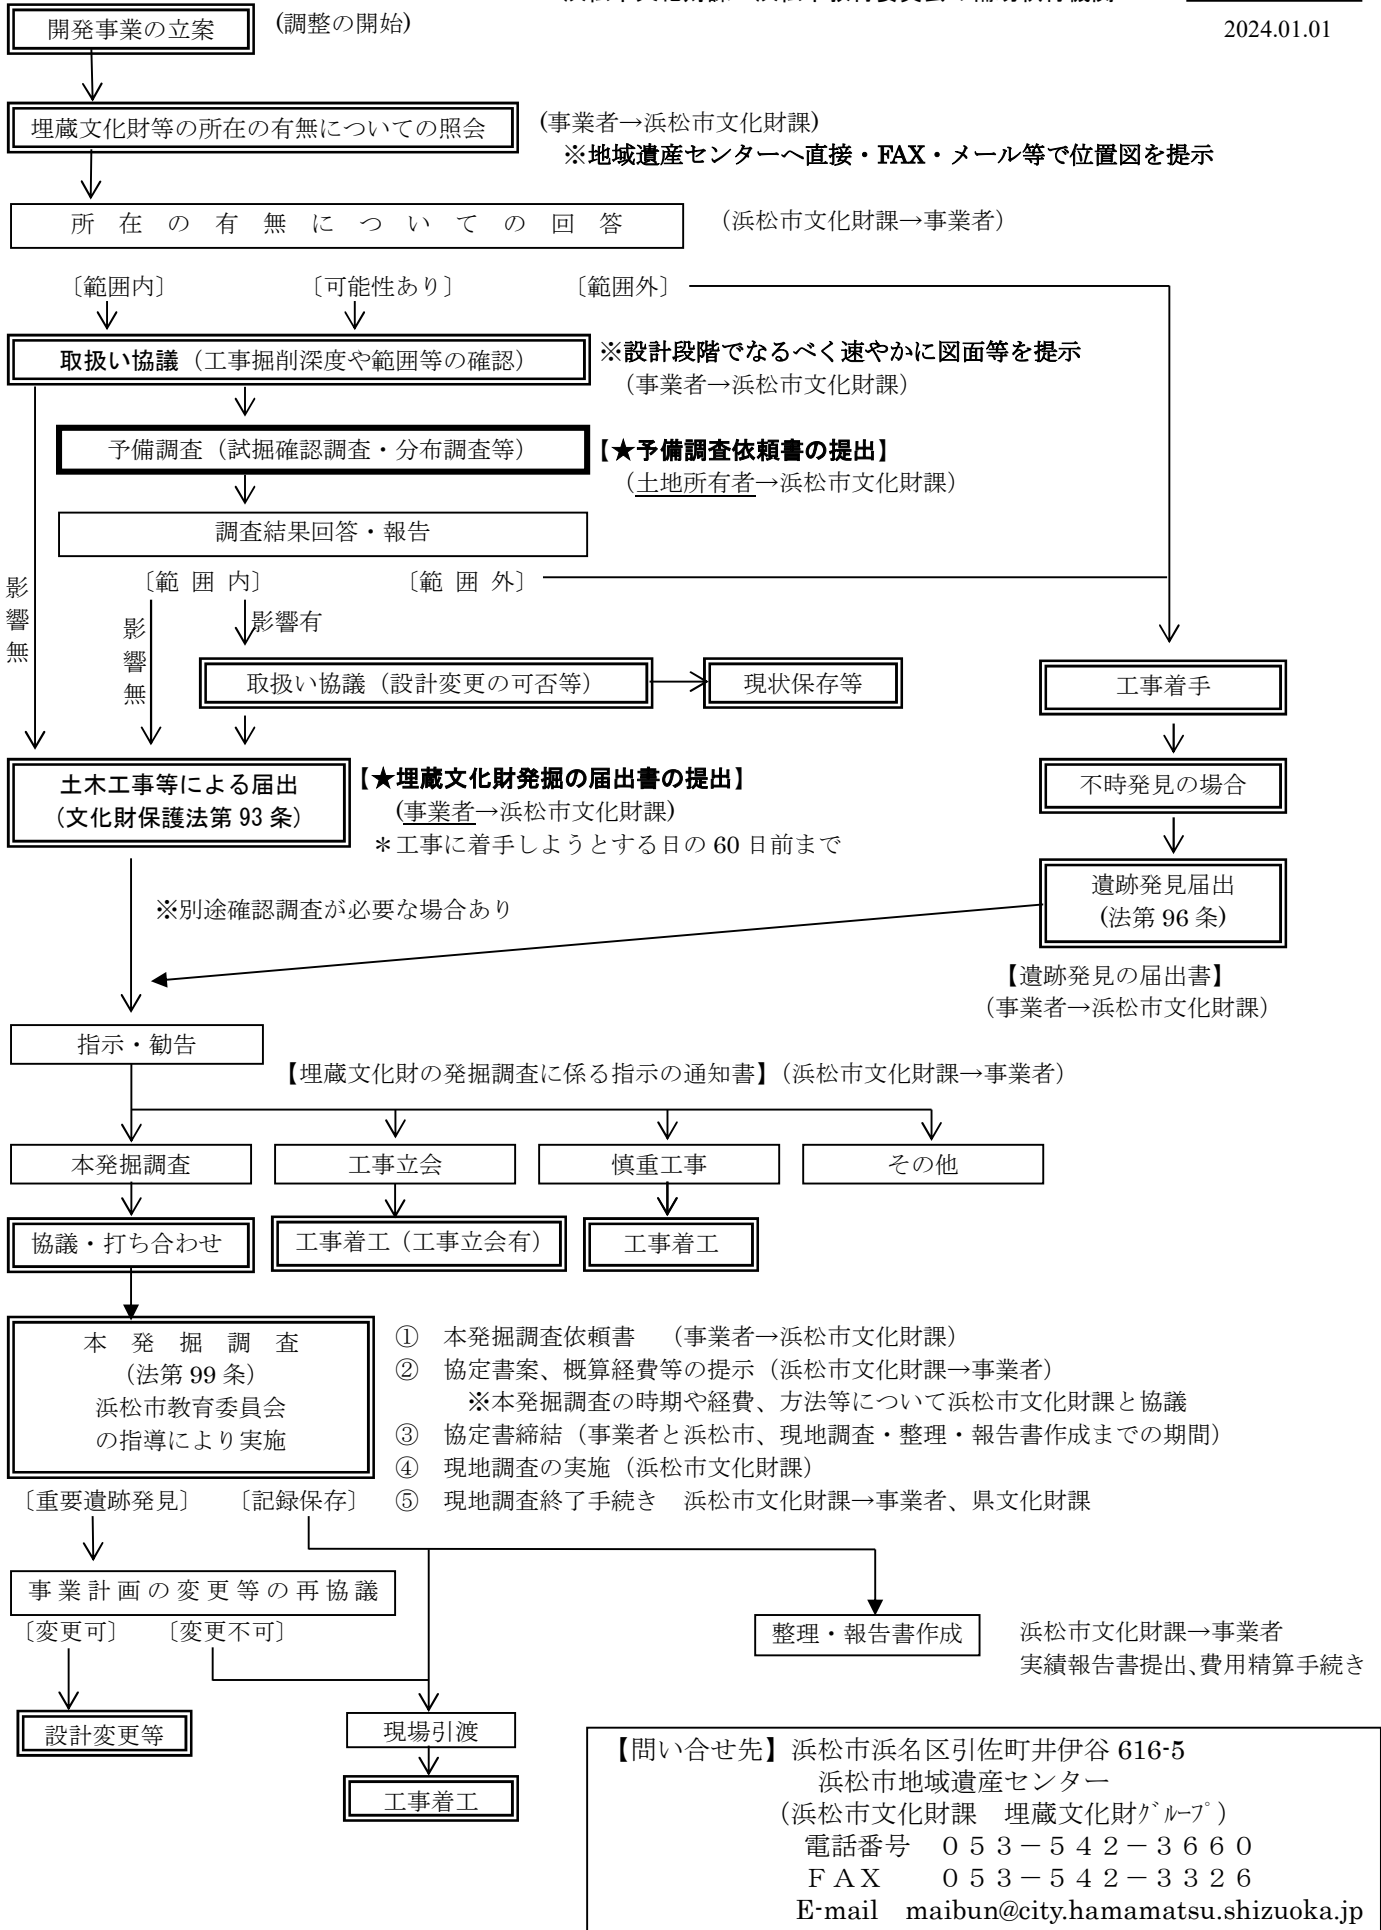 2024.01.01
開発事業の立案
(調整の開始)
埋蔵文化財等の所在の有無についての照会
(事業者→浜松市文化財課)
※地域遺産センターへ直接・FAX・メール等で位置図を提示
所在の有無についての回答
（浜松市文化財課→事業者）
〔範囲内〕
〔可能性あり〕
〔範囲外〕
取扱い協議（工事掘削深度や範囲等の確認）
※設計段階でなるべく速やかに図面等を提示
（事業者→浜松市文化財課）
予備調査（試掘確認調査・分布調査等）
【★予備調査依頼書の提出】
（土地所有者→浜松市文化財課）
調査結果回答・報告
〔範 囲 内〕
〔範 囲 外〕
影響無
影響無
影響有
取扱い協議（設計変更の可否等）
現状保存等
工事着手
土木工事等による届出
（文化財保護法第 93 条）
【★埋蔵文化財発掘の届出書の提出】
(事業者→浜松市文化財課)
＊工事に着手しようとする日の 60 日前まで
不時発見の場合
遺跡発見届出
(法第 96 条)
※別途確認調査が必要な場合あり
【遺跡発見の届出書】
（事業者→浜松市文化財課）
指示・勧告
【埋蔵文化財の発掘調査に係る指示の通知書】（浜松市文化財課→事業者）
本発掘調査
工事立会
慎重工事
その他
協議・打ち合わせ
工事着工（工事立会有）
工事着工
本 発 掘 調 査
（法第 99 条）
浜松市教育委員会
の指導により実施
① 本発掘調査依頼書　（事業者→浜松市文化財課）
② 協定書案、概算経費等の提示（浜松市文化財課→事業者）
※本発掘調査の時期や経費、方法等について浜松市文化財課と協議
③ 協定書締結（事業者と浜松市、現地調査・整理・報告書作成までの期間）
④ 現地調査の実施（浜松市文化財課）
⑤ 現地調査終了手続き　浜松市文化財課→事業者、県文化財課
〔重要遺跡発見〕
〔記録保存〕
事業計画の変更等の再協議
〔変更可〕
〔変更不可〕
整理・報告書作成
浜松市文化財課→事業者
実績報告書提出、費用精算手続き
設計変更等
現場引渡
工事着工
【問い合せ先】浜松市浜名区引佐町井伊谷 616-5
浜松市地域遺産センター
（浜松市文化財課　埋蔵文化財ｸﾞﾙｰﾌﾟ）
電話番号　０５３－５４２－３６６０
ＦＡＸ　　０５３－５４２－３３２６
E-mail　maibun@city.hamamatsu.shizuoka.jp